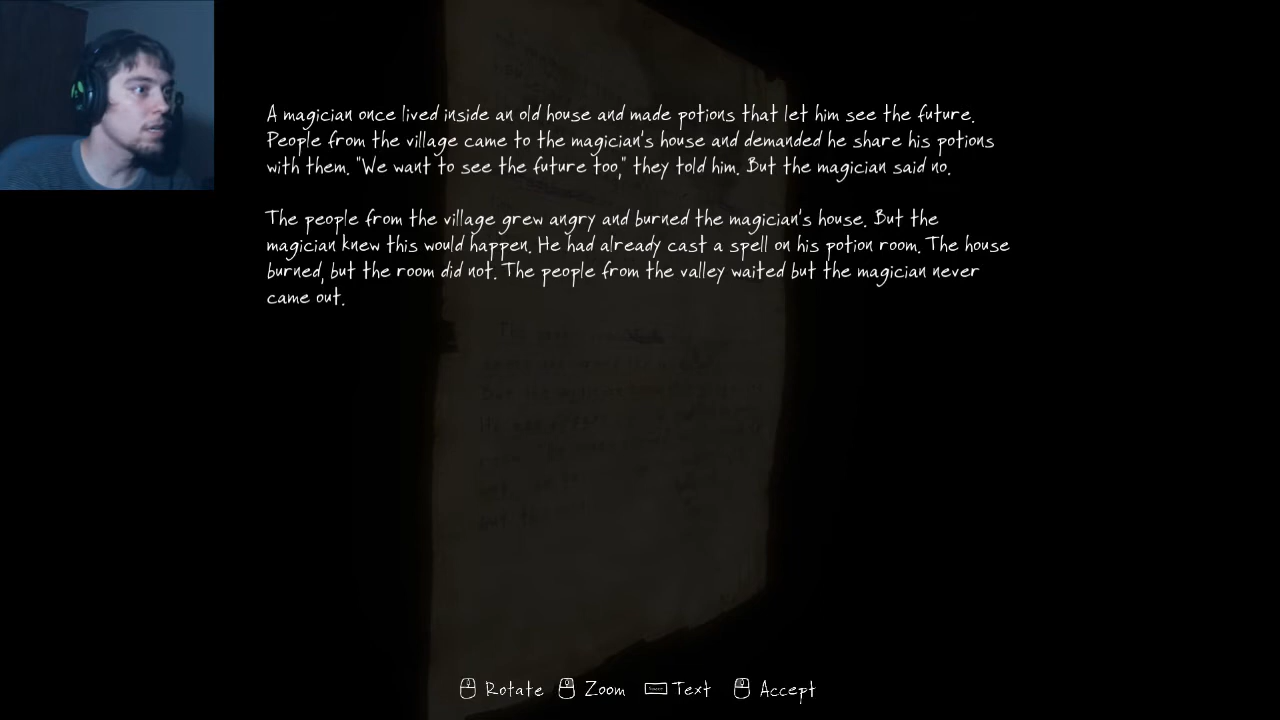 A magician once lived inside an old house and made potions that let him see the future.
People from the village came to the magician's house and demanded he share his potions
with them. "We want to see the future too," they told him. But the magician said no.
The people from the village grew angry and burned the magician's house. But the
magician knew this would happen. He had already cast a spell on his potion room. The house
burned, but the room did not. The people from the valley waited but the magician never
came out.
Rotate Zoom Text Accept